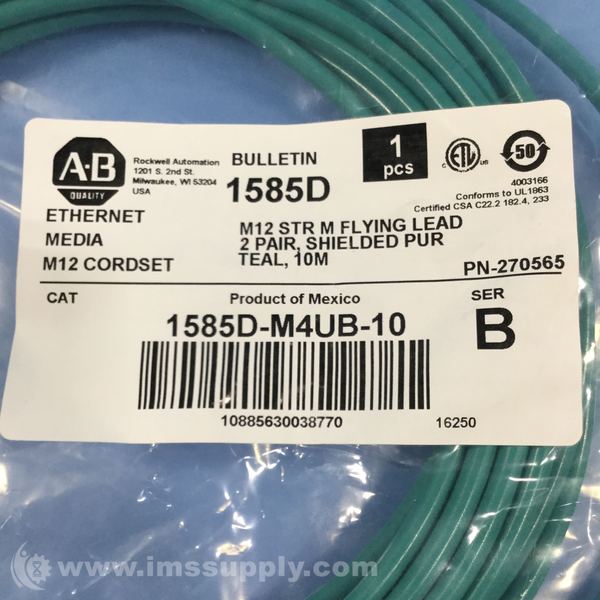 A·B
QUALITY
Rockwell Automation
1201 S. 2nd St.
Milwaukee, WI 53204
USA
BULLETIN
1585D
1
pcs
ETL
US
50
4003166
Conforms to UL1863
Certified CSA C22.2 182.4, 233
ETHERNET
MEDIA
M12 CORDSET
M12 STR M FLYING LEAD
2 PAIR, SHIELDED PUR
TEAL, 10M
PN-270565
CAT
Product of Mexico
SER
1585D-M4UB-10
B
10885630038770
16250
www.imssupply.com